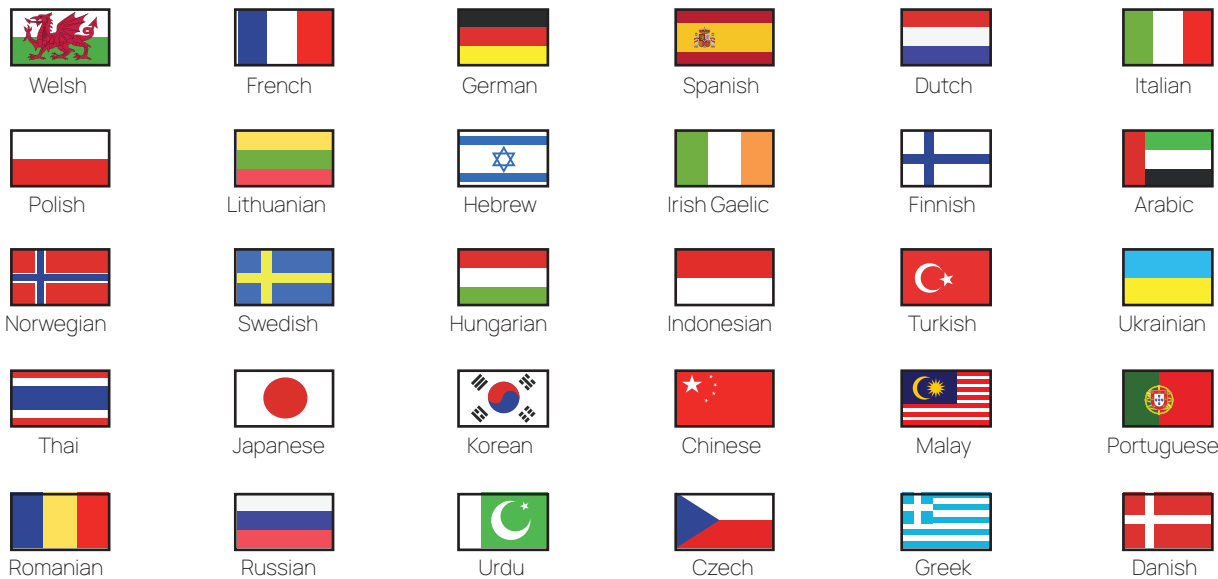 Welsh
French
German
Spanish
Dutch
Italian
Polish
Lithuanian
Hebrew
Irish Gaelic
Finnish
Arabic
Norwegian
Swedish
Hungarian
Indonesian
Turkish
Ukrainian
Thai
Japanese
Korean
Chinese
Malay
Portuguese
Romanian
Russian
Urdu
Czech
Greek
Danish